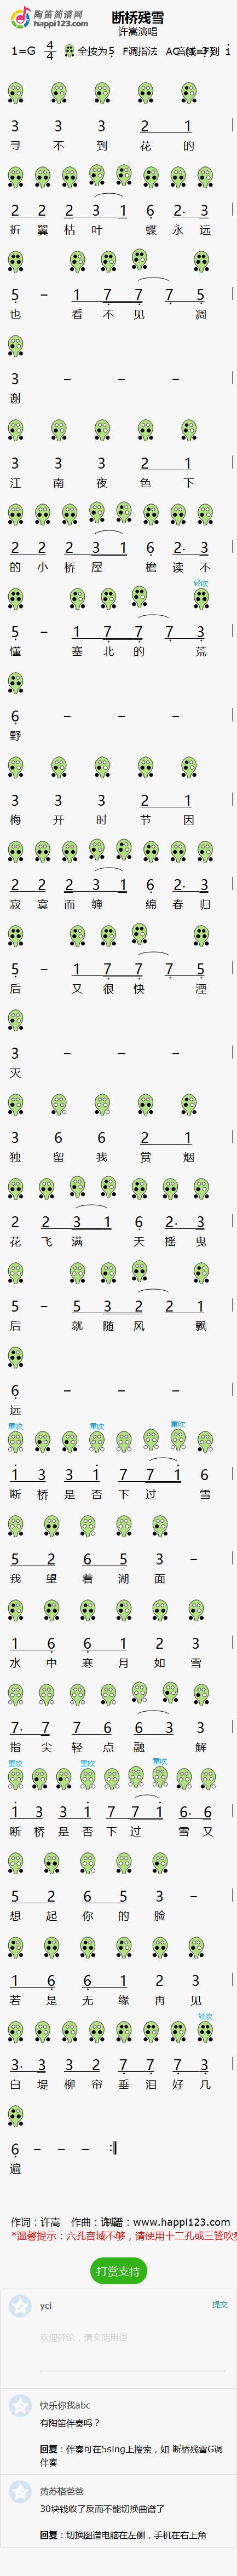 陶笛简谱网
happi123.com
断桥残雪
许嵩演唱
1=G 4/4 全按为5 F调指法
3 3 3 2 1
寻 不 到 花 的
2 2 2 3 1 6 2· 3
折 翼 枯 叶 蝶 永 远
5 － 1 7 7 7 5
也 看 不 见 凋
3 － － －
谢
3 3 3 2 1
江 南 夜 色 下
2 2 2 3 1 6 2· 3
的 小 桥 屋 檐 读 不
轻吹
5 － 1 7 7 7 3
懂 塞 北 的 荒
6 － － －
野
3 3 3 2 1
梅 开 时 节 因
2 2 2 3 1 6 2· 3
寂 寞 而 缠 绵 春 归
5 － 1 7 7 7 5
后 又 很 快 湮
3 － － －
灭
3 6 6 2 1
独 留 我 赏 烟
2 2 3 1 6 2· 3
花 飞 满 天 摇 曳
5 － 5 3 2 2 1
后 就 随 风 飘
6 － － －
远
重吹 重吹 重吹
1 3 3 1 7 7 1 6
断 桥 是 否 下 过 雪
5 2 6 5 3 －
我 望 着 湖 面
1 6 6 1 2 3
水 中 寒 月 如 雪
7· 7 7 6 6 3 3
指 尖 轻 点 融 解
重吹 重吹 重吹
1 3 3 1 7 7 1 6· 6
断 桥 是 否 下 过 雪 又
5 2 6 5 3 －
想 起 你 的 脸
1 6 6 1 2 3
若 是 无 缘 再 见
轻吹
3· 3 3 2 7 7 7 3
白 堤 柳 帘 垂 泪 好 几
6 － － － :‖
遍
作词：许嵩 作曲：许嵩 www.happi123.com
*温馨提示：六孔音域不够，请使用十二孔或三管吹奏
打赏支持
yci 提交
欢迎评论，请文明用语
快乐你我abc
有陶笛伴奏吗？
回复：伴奏可在5sing上搜索，如 断桥残雪G调伴奏
黄苏格爸爸
30块钱收了反而不能切换曲谱了
回复：切换图谱电脑在左侧，手机在右上角